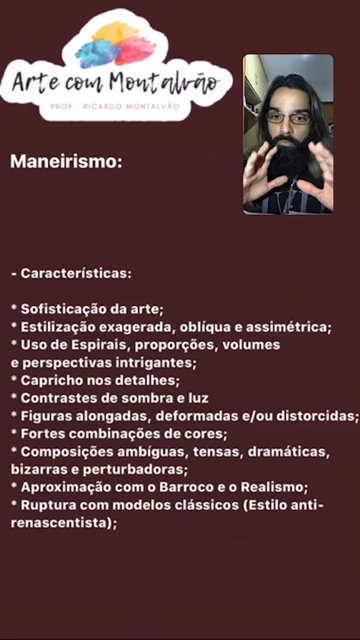 Arte com Montalvão
PROF: RICARDO MONTALVÃO
Maneirismo:
- Características:
* Sofisticação da arte;
* Estilização exagerada, oblíqua e assimétrica;
* Uso de Espirais, proporções, volumes
e perspectivas intrigantes;
* Capricho nos detalhes;
* Contrastes de sombra e luz
* Figuras alongadas, deformadas e/ou distorcidas;
* Fortes combinações de cores;
* Composições ambíguas, tensas, dramáticas,
bizarras e perturbadoras;
* Aproximação com o Barroco e o Realismo;
* Ruptura com modelos clássicos (Estilo anti-
renascentista);